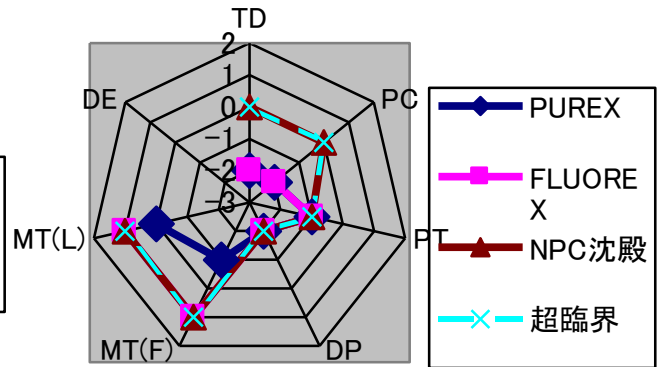 TD
2
1
0
-1
-2
-3
DE
PC
MT(L)
PT
MT(F)
DP
PUREX
FLUORE
X
NPC沈殿
超臨界